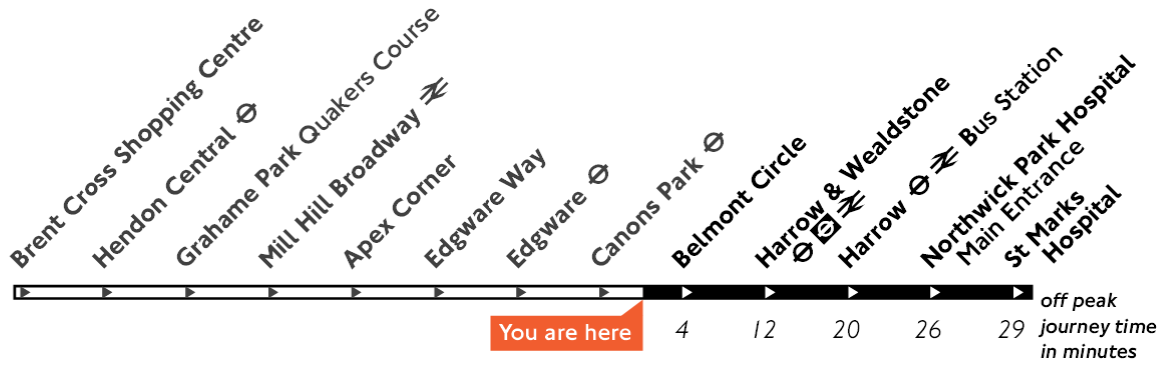 Brent Cross Shopping Centre
Hendon Central
Grahame Park Quakers Course
Mill Hill Broadway
Apex Corner
Edgware Way
Edgware
Canons Park
Belmont Circle
Harrow & Wealdstone
Harrow Bus Station
Northwick Park Hospital
Main Entrance
St Marks
Hospital
You are here
4 12 20 26 29
off peak
journey time
in minutes